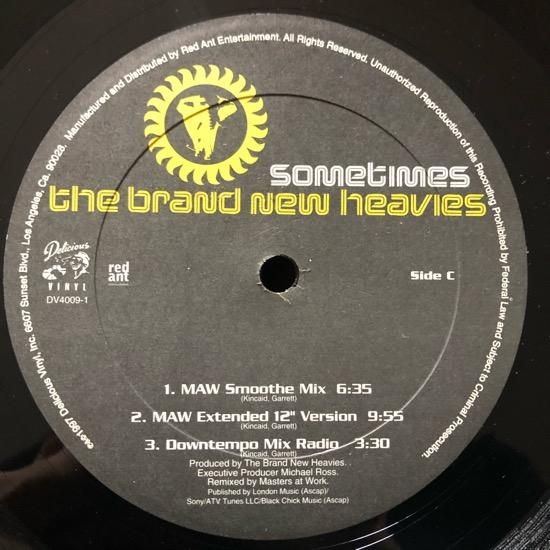 ℗&©1997 Delicious Vinyl, Inc. 6607 Sunset Blvd., Los Angeles Ca. 90028. Manufactured and Distributed by Red Ant Entertainment. All Rights Reserved. Unauthorized Reproduction of this Recording Prohibited by Federal Law and Subject to Criminal Prosecution.
sometimes
the brand new heavies
Delicious
VINYL
DV4009-1
red
ant
Side C
1. MAW Smoothe Mix 6:35
(Kincaid, Garrett)
2. MAW Extended 12" Version 9:55
(Kincaid, Garrett)
3. Downtempo Mix Radio 3:30
(Kincaid, Garrett)
Produced by The Brand New Heavies. .
Executive Producer Michael Ross.
Remixed by Masters at Work.
Published by London Music (Ascap)/
Sony/ATV Tunes LLC/Black Chick Music (Ascap)